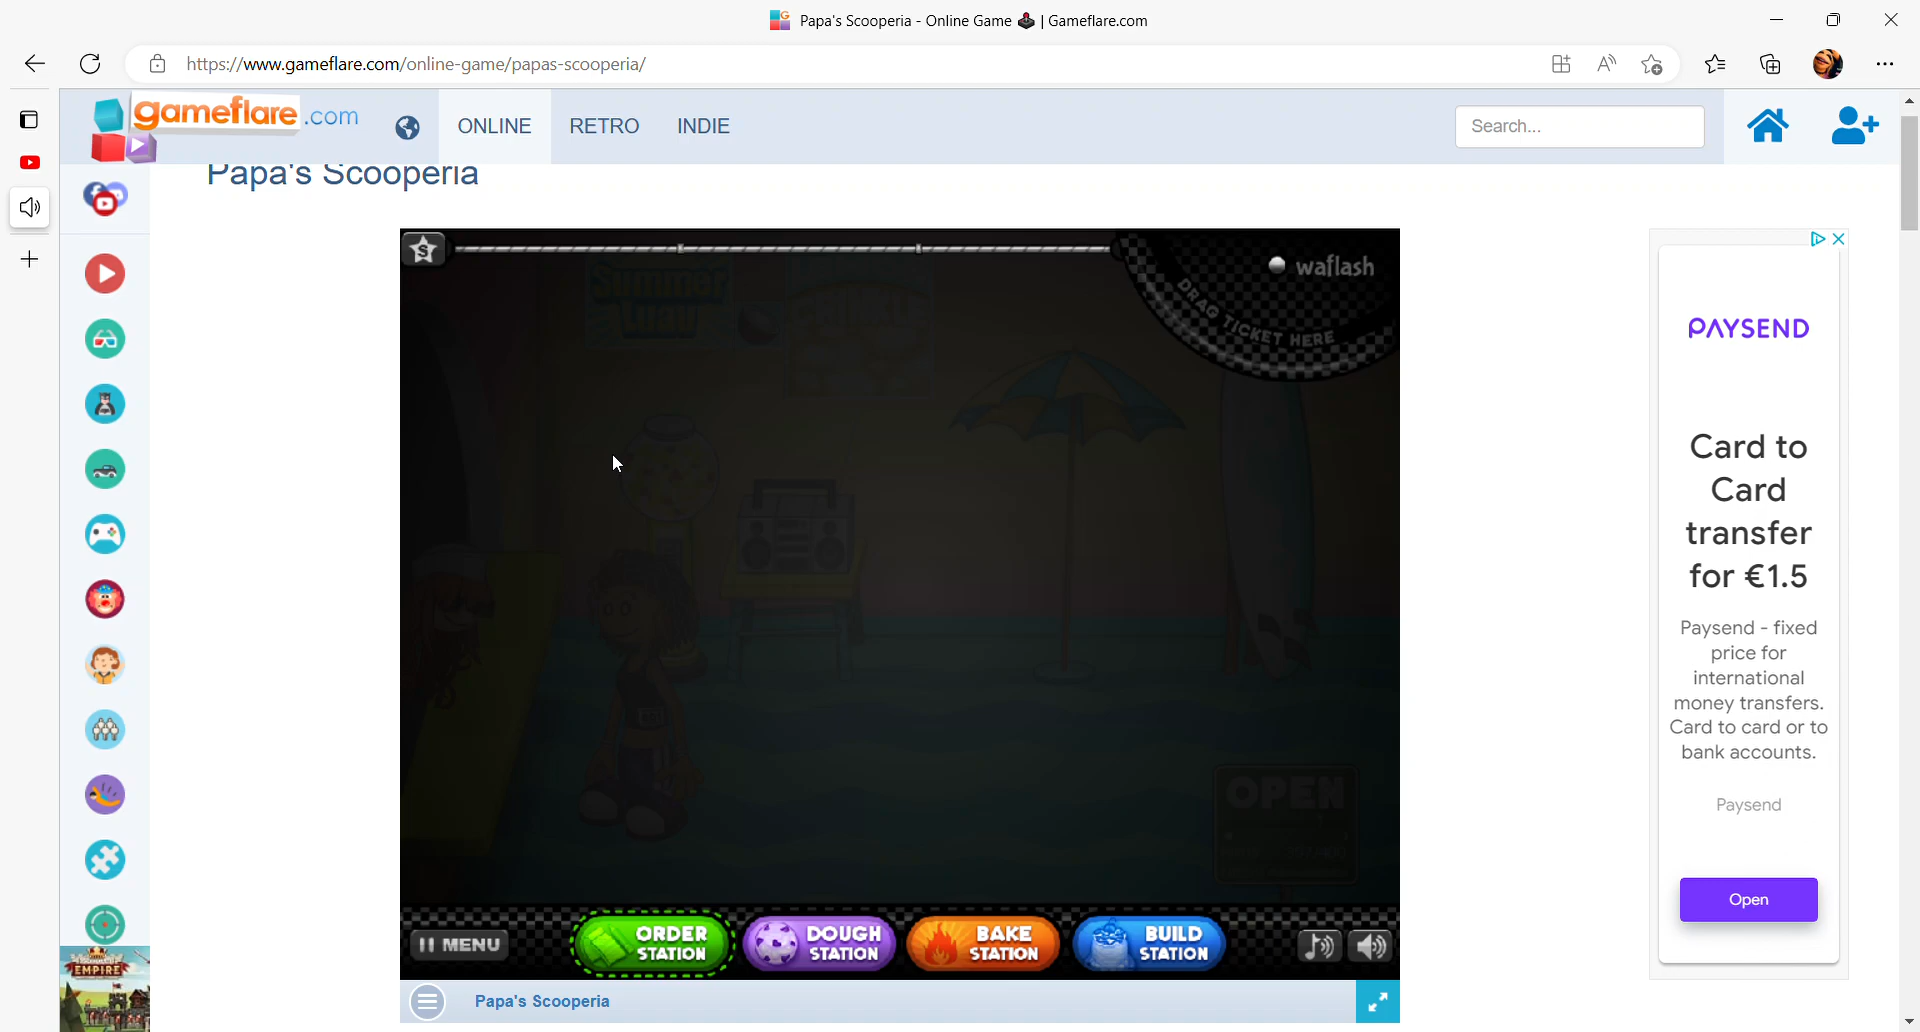 Papa's Scooperia - Online Game | Gameflare.com
https://www.gameflare.com/online-game/papas-scooperia/
gameflare.com
ONLINE
RETRO
INDIE
Search...
Papa's Scooperia
S
waflash
DRAG TICKET HERE
Summer
Luau
OPEN
MENU
ORDER
STATION
DOUGH
STATION
BAKE
STATION
BUILD
STATION
Papa's Scooperia
PAYSEND
Card to
Card
transfer
for €1.5
Paysend - fixed
price for
international
money transfers.
Card to card or to
bank accounts.
Paysend
Open
EMPIRE